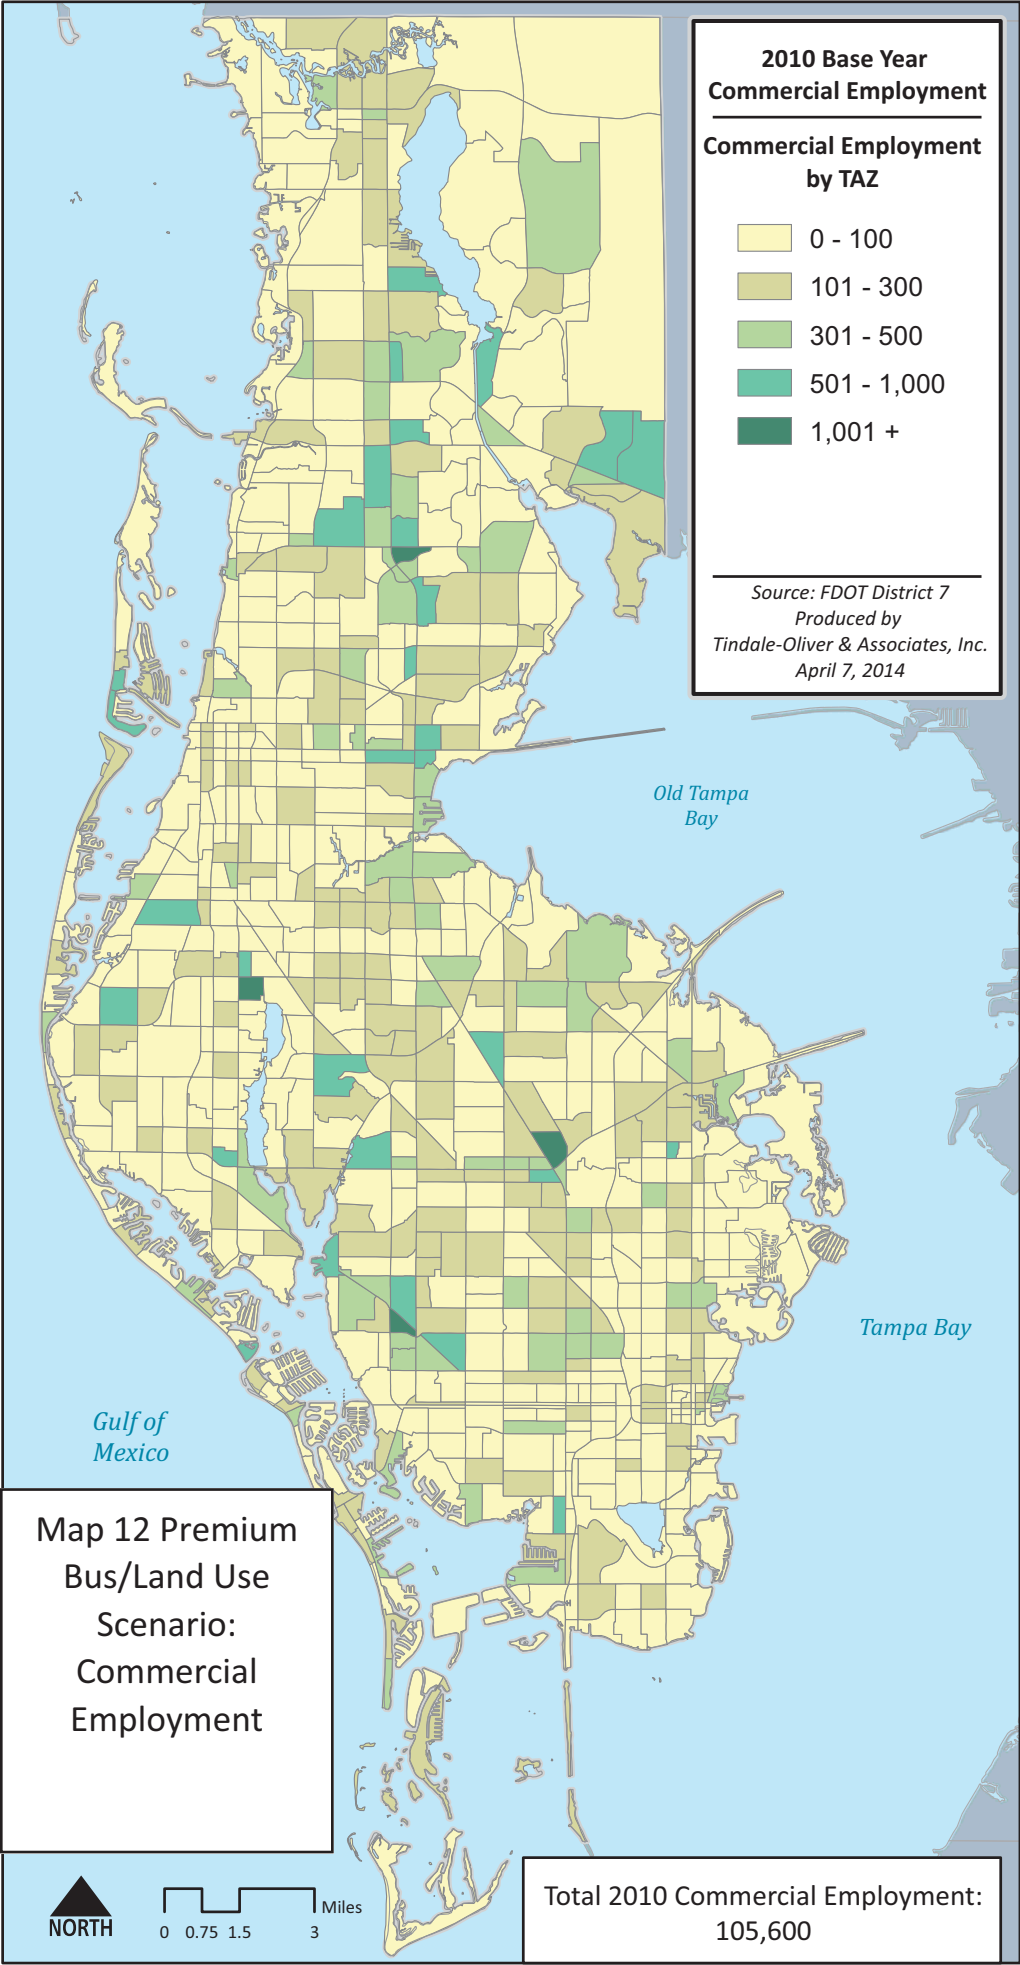 2010 Base Year
Commercial Employment
Commercial Employment
by TAZ
0 - 100
101 - 300
301 - 500
501 - 1,000
1,001 +
Source: FDOT District 7
Produced by
Tindale-Oliver & Associates, Inc.
April 7, 2014
Old Tampa
Bay
Tampa Bay
Gulf of
Mexico
Map 12 Premium
Bus/Land Use
Scenario:
Commercial
Employment
NORTH
Miles
0 0.75 1.5 3
Total 2010 Commercial Employment:
105,600